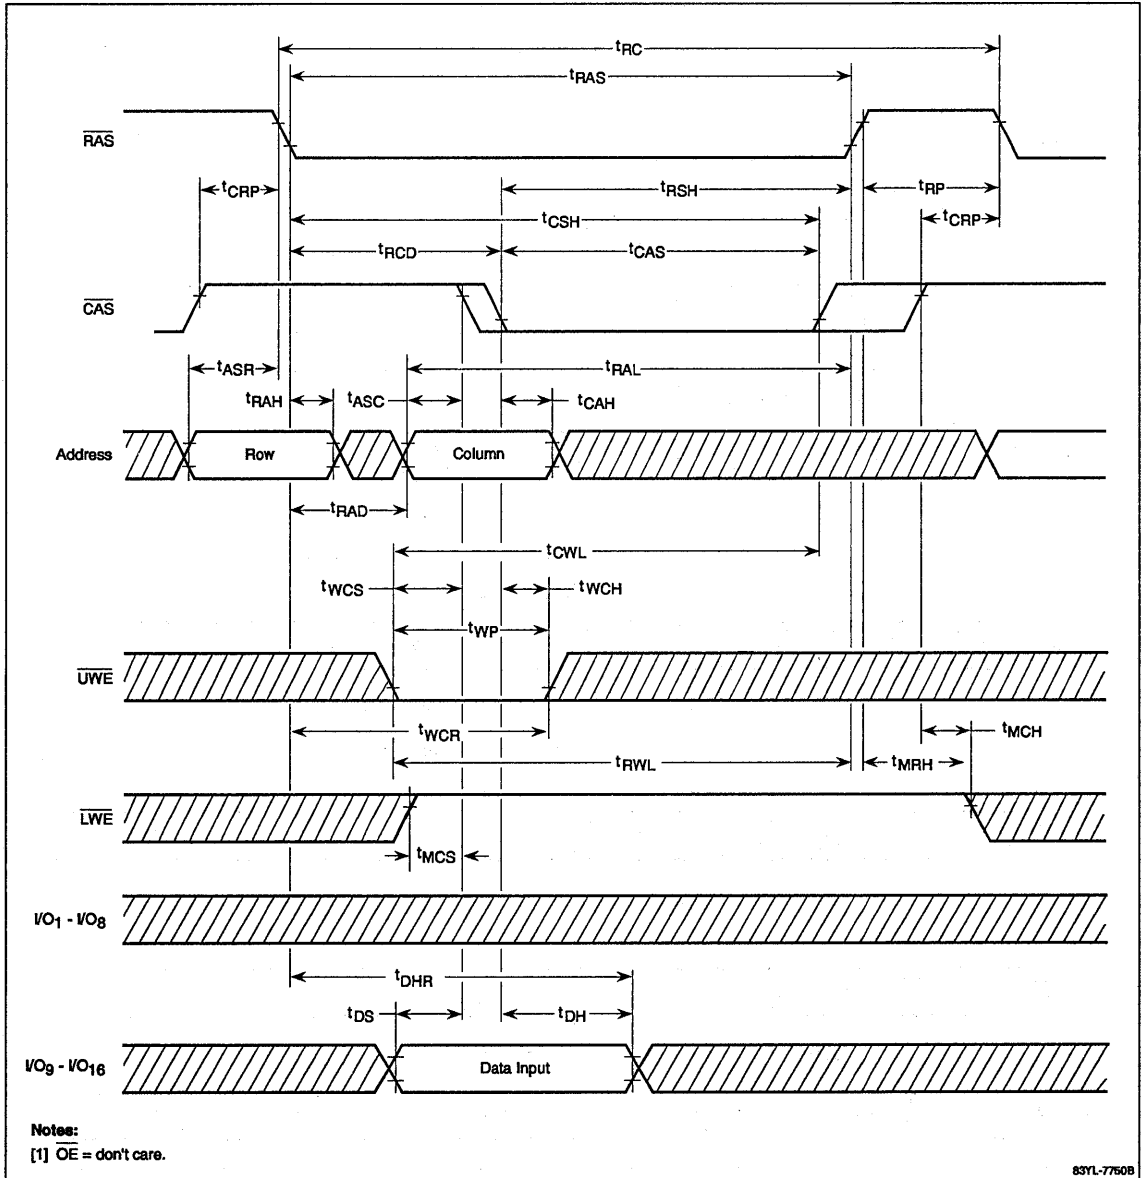 tRC
tRAS
RAS
tCRP
tRSH
tRP
tCSH
tCRP
tRCD
tCAS
CAS
tASR
tRAL
tRAH
tASC
tCAH
Address
Row
Column
tRAD
tCWL
tWCS
tWCH
tWP
UWE
tWCR
tMCH
tRWL
tMRH
LWE
tMCS
I/O1 - I/O8
tDHR
tDS
tDH
I/O9 - I/O16
Data Input
Notes:
[1] OE = don't care.
83YL-7750B